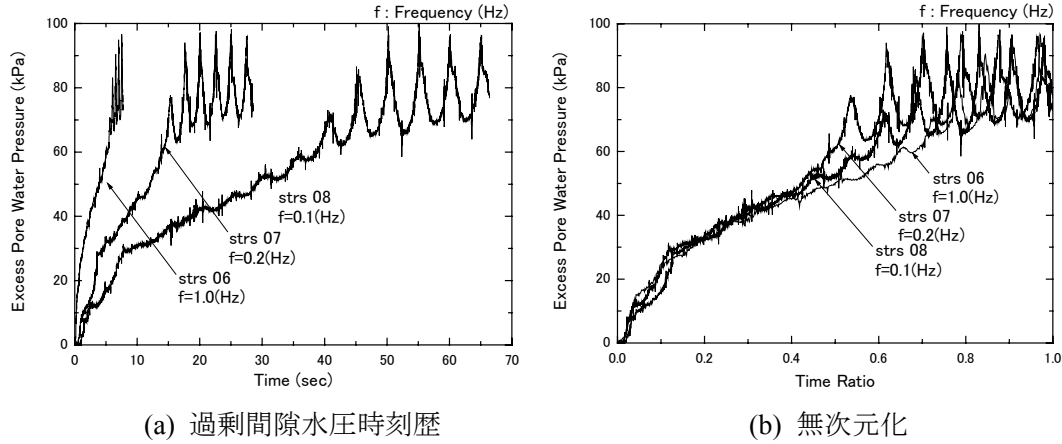 f : Frequency (Hz)
Excess Pore Water Pressure (kPa)
100
80
60
40
20
0
strs 08
f=0.1(Hz)
strs 07
f=0.2(Hz)
strs 06
f=1.0(Hz)
0
10
20
30
40
50
60
70
Time (sec)
(a) 過剰間隙水圧時刻歴
f : Frequency (Hz)
Excess Pore Water Pressure (kPa)
100
80
60
40
20
0
strs 06
f=1.0(Hz)
strs 07
f=0.2(Hz)
strs 08
f=0.1(Hz)
0.0
0.2
0.4
0.6
0.8
1.0
Time Ratio
(b) 無次元化